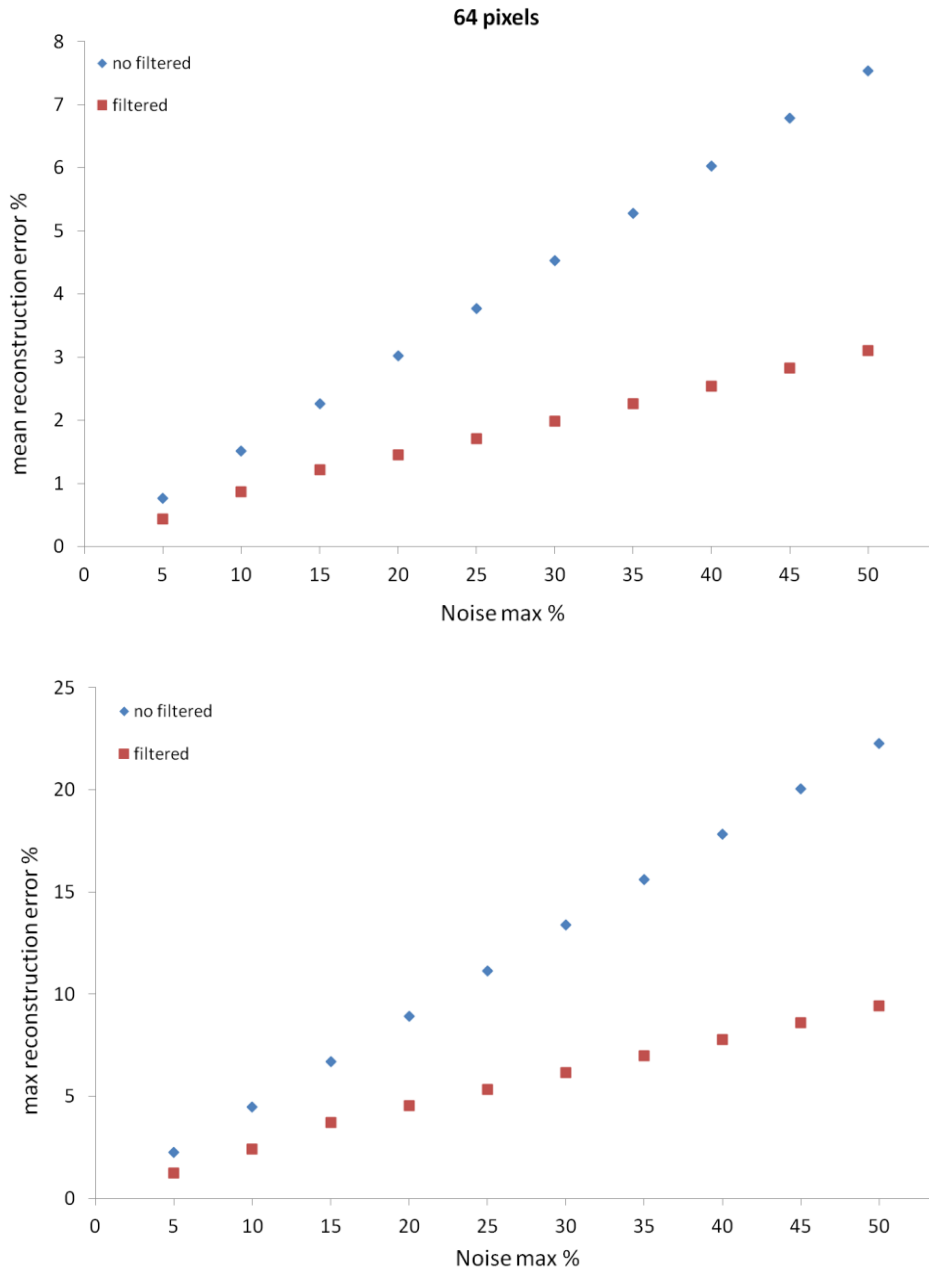 64 pixels
8
no filtered
7
filtered
6
5
4
3
2
1
0
mean reconstruction error %
0 5 10 15 20 25 30 35 40 45 50
Noise max %
25
no filtered
filtered
20
15
10
5
0
max reconstruction error %
0 5 10 15 20 25 30 35 40 45 50
Noise max %